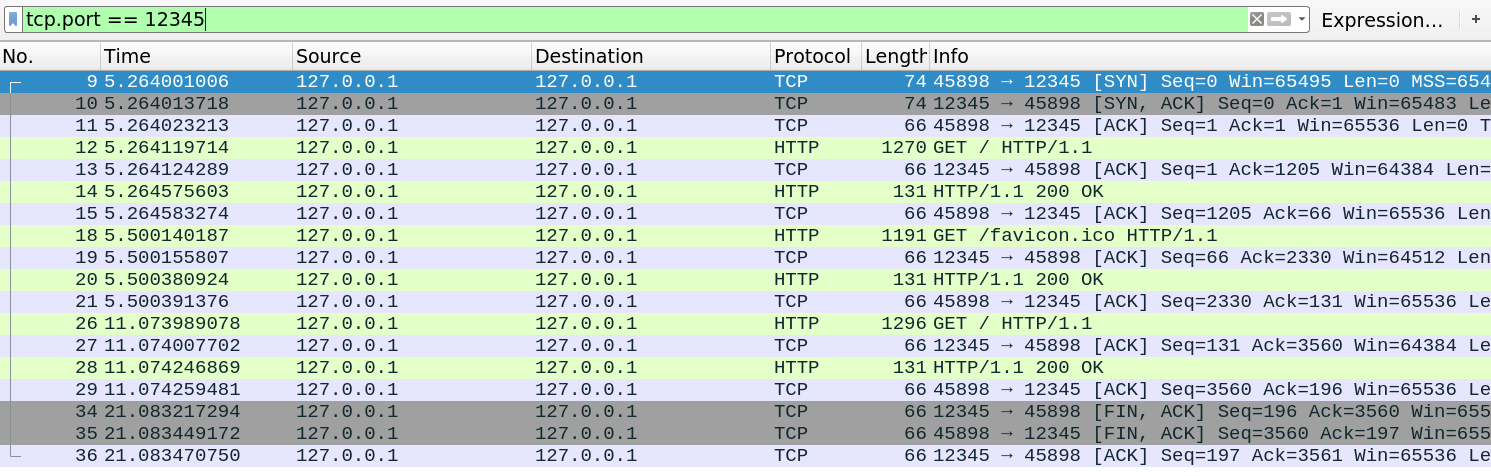 tcp.port == 12345 Expression… +
No. Time Source Destination Protocol Length Info
9 5.264001006 127.0.0.1 127.0.0.1 TCP 74 45898 → 12345 [SYN] Seq=0 Win=65495 Len=0 MSS=654
10 5.264013718 127.0.0.1 127.0.0.1 TCP 74 12345 → 45898 [SYN, ACK] Seq=0 Ack=1 Win=65483 Le
11 5.264023213 127.0.0.1 127.0.0.1 TCP 66 45898 → 12345 [ACK] Seq=1 Ack=1 Win=65536 Len=0 T
12 5.264119714 127.0.0.1 127.0.0.1 HTTP 1270 GET / HTTP/1.1
13 5.264124289 127.0.0.1 127.0.0.1 TCP 66 12345 → 45898 [ACK] Seq=1 Ack=1205 Win=64384 Len=
14 5.264575603 127.0.0.1 127.0.0.1 HTTP 131 HTTP/1.1 200 OK
15 5.264583274 127.0.0.1 127.0.0.1 TCP 66 45898 → 12345 [ACK] Seq=1205 Ack=66 Win=65536 Len
18 5.500140187 127.0.0.1 127.0.0.1 HTTP 1191 GET /favicon.ico HTTP/1.1
19 5.500155807 127.0.0.1 127.0.0.1 TCP 66 12345 → 45898 [ACK] Seq=66 Ack=2330 Win=64512 Len
20 5.500380924 127.0.0.1 127.0.0.1 HTTP 131 HTTP/1.1 200 OK
21 5.500391376 127.0.0.1 127.0.0.1 TCP 66 45898 → 12345 [ACK] Seq=2330 Ack=131 Win=65536 Le
26 11.073989078 127.0.0.1 127.0.0.1 HTTP 1296 GET / HTTP/1.1
27 11.074007702 127.0.0.1 127.0.0.1 TCP 66 12345 → 45898 [ACK] Seq=131 Ack=3560 Win=64384 Le
28 11.074246869 127.0.0.1 127.0.0.1 HTTP 131 HTTP/1.1 200 OK
29 11.074259481 127.0.0.1 127.0.0.1 TCP 66 45898 → 12345 [ACK] Seq=3560 Ack=196 Win=65536 Le
34 21.083217294 127.0.0.1 127.0.0.1 TCP 66 12345 → 45898 [FIN, ACK] Seq=196 Ack=3560 Win=655
35 21.083449172 127.0.0.1 127.0.0.1 TCP 66 45898 → 12345 [FIN, ACK] Seq=3560 Ack=197 Win=655
36 21.083470750 127.0.0.1 127.0.0.1 TCP 66 12345 → 45898 [ACK] Seq=197 Ack=3561 Win=65536 Le